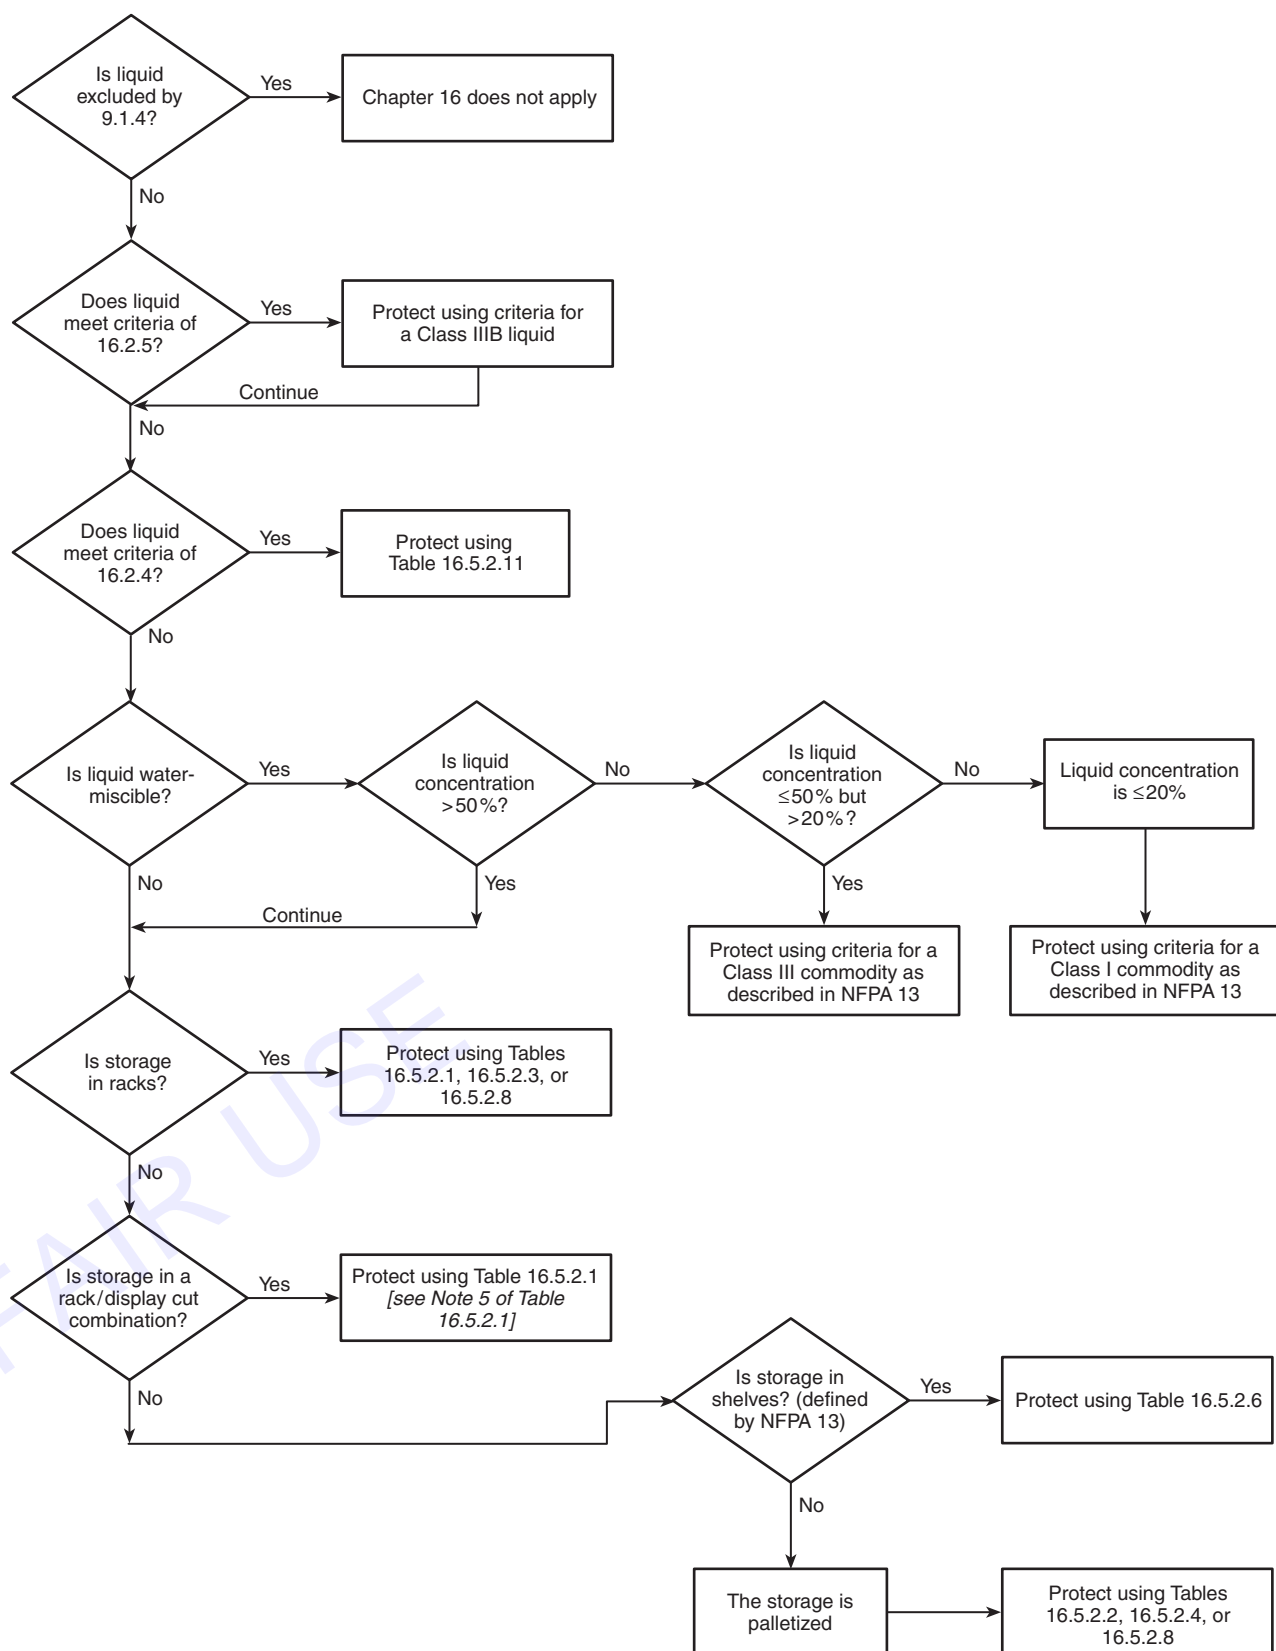 Is liquid
excluded by
9.1.4?
Yes
Chapter 16 does not apply
No
Does liquid
meet criteria of
16.2.5?
Yes
Protect using criteria for
a Class IIIB liquid
Continue
No
Does liquid
meet criteria of
16.2.4?
Yes
Protect using
Table 16.5.2.11
No
Is liquid water-
miscible?
Yes
Is liquid
concentration
>50%?
No
Is liquid
concentration
≤50% but
>20%?
No
Liquid concentration
is ≤20%
No
Yes
Yes
Continue
Protect using criteria for a
Class III commodity as
described in NFPA 13
Protect using criteria for a
Class I commodity as
described in NFPA 13
Is storage
in racks?
Yes
Protect using Tables
16.5.2.1, 16.5.2.3, or
16.5.2.8
No
Is storage in a
rack/display cut
combination?
Yes
Protect using Table 16.5.2.1
[see Note 5 of Table
16.5.2.1]
No
Is storage in
shelves? (defined
by NFPA 13)
Yes
Protect using Table 16.5.2.6
No
The storage is
palletized
Protect using Tables
16.5.2.2, 16.5.2.4, or
16.5.2.8
FAIR USE